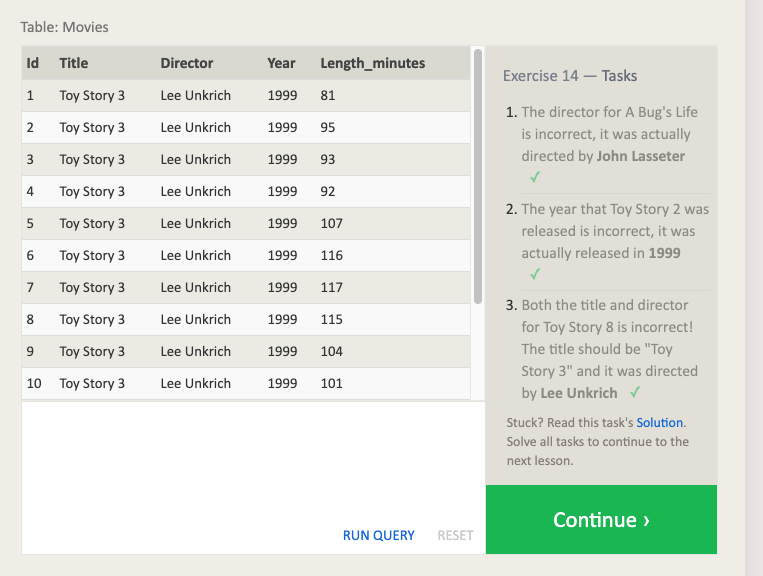 Table: Movies
Id Title Director Year Length_minutes
1 Toy Story 3 Lee Unkrich 1999 81
2 Toy Story 3 Lee Unkrich 1999 95
3 Toy Story 3 Lee Unkrich 1999 93
4 Toy Story 3 Lee Unkrich 1999 92
5 Toy Story 3 Lee Unkrich 1999 107
6 Toy Story 3 Lee Unkrich 1999 116
7 Toy Story 3 Lee Unkrich 1999 117
8 Toy Story 3 Lee Unkrich 1999 115
9 Toy Story 3 Lee Unkrich 1999 104
10 Toy Story 3 Lee Unkrich 1999 101
RUN QUERY RESET
Exercise 14 — Tasks
1. The director for A Bug's Life
is incorrect, it was actually
directed by John Lasseter
✓
2. The year that Toy Story 2 was
released is incorrect, it was
actually released in 1999
✓
3. Both the title and director
for Toy Story 8 is incorrect!
The title should be "Toy
Story 3" and it was directed
by Lee Unkrich ✓
Stuck? Read this task's Solution.
Solve all tasks to continue to the
next lesson.
Continue ›